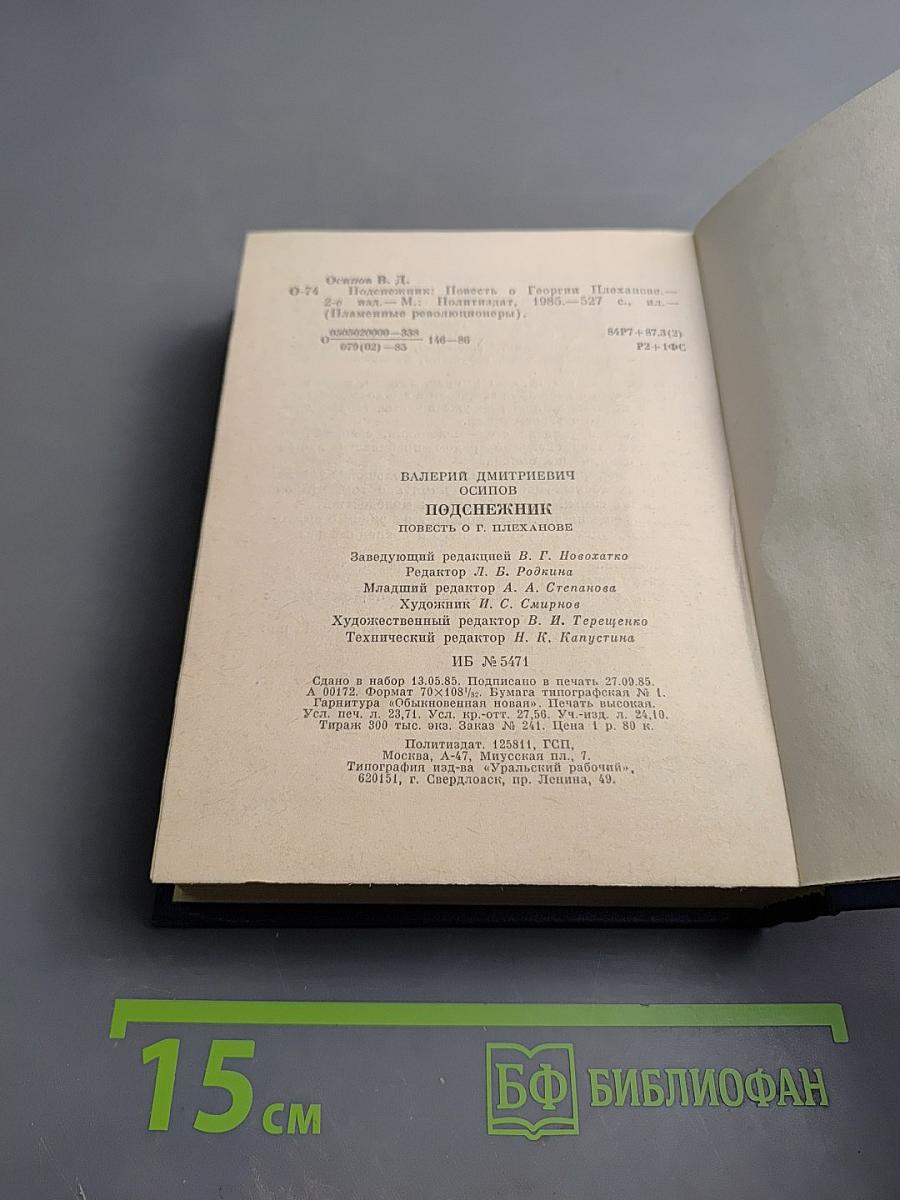 Осипов В. Д.
О-74 Подснежник: Повесть о Георгии Плеханове.—
2-е изд.— М.: Политиздат, 1985.—527 с., ил.—
(Пламенные революционеры).
О 0505020000—338 146—86 84Р7+87.3(2)
079(02)—85 Р2+1ФС
ВАЛЕРИЙ ДМИТРИЕВИЧ
ОСИПОВ
ПОДСНЕЖНИК
ПОВЕСТЬ О Г. ПЛЕХАНОВЕ
Заведующий редакцией В. Г. Новохатко
Редактор Л. Б. Родкина
Младший редактор А. А. Степанова
Художник И. С. Смирнов
Художественный редактор В. И. Терещенко
Технический редактор Н. К. Капустина
ИБ № 5471
Сдано в набор 13.05.85. Подписано в печать 27.09.85.
А 00172. Формат 70×108¹/₃₂. Бумага типографская № 1.
Гарнитура «Обыкновенная новая». Печать высокая.
Усл. печ. л. 23,71. Усл. кр.-отт. 27,56. Уч.-изд. л. 24,10.
Тираж 300 тыс. экз. Заказ № 241. Цена 1 р. 80 к.
Политиздат. 125811, ГСП,
Москва, А-47, Миусская пл., 7.
Типография изд-ва «Уральский рабочий»,
620151, г. Свердловск, пр. Ленина, 49.
15 см
БФ БИБЛИОФАН